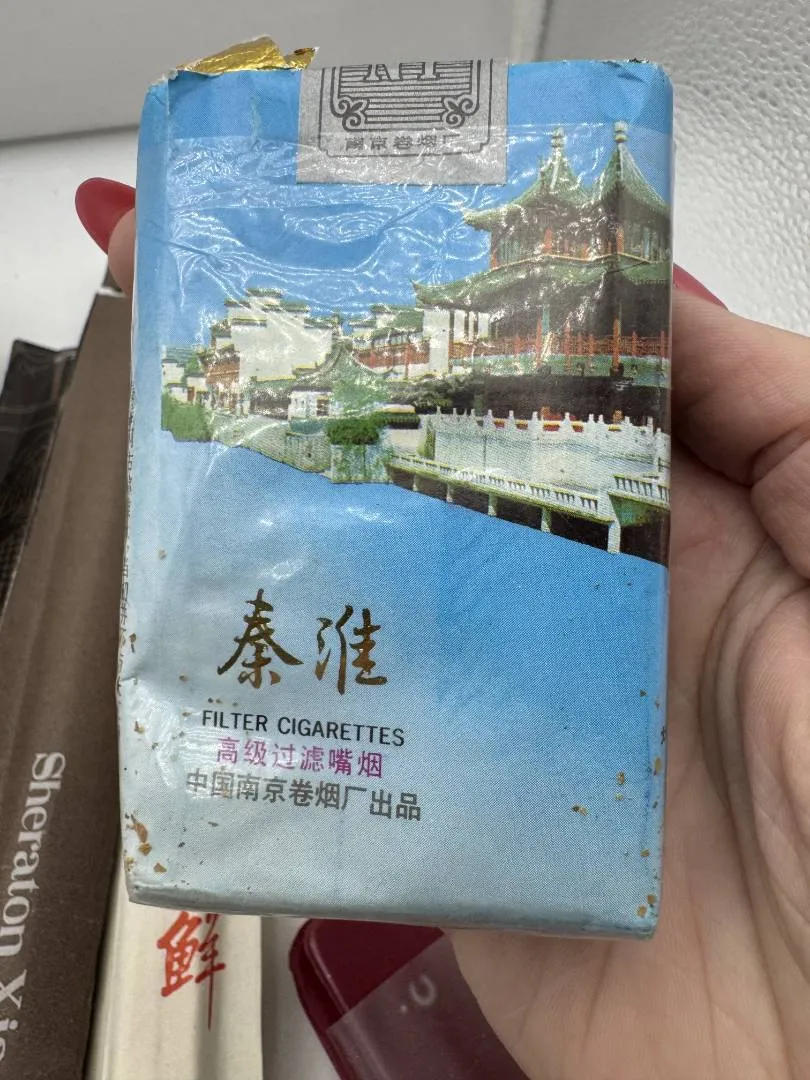 南京卷烟厂
秦淮
FILTER CIGARETTES
高级过滤嘴烟
中国南京卷烟厂出品
Sheraton Xi
鲜